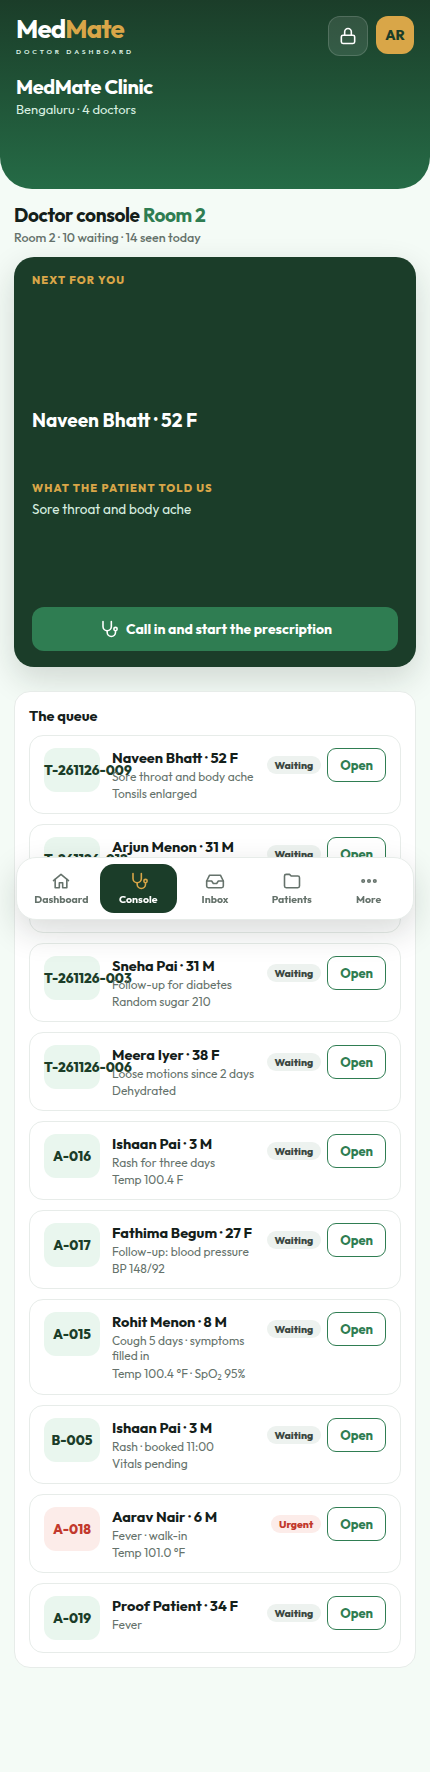 MedMate
DOCTOR DASHBOARD
AR
MedMate Clinic
Bengaluru · 4 doctors
Doctor console Room 2
Room 2 · 10 waiting · 14 seen today
NEXT FOR YOU
Naveen Bhatt · 52 F
WHAT THE PATIENT TOLD US
Sore throat and body ache
Call in and start the prescription
The queue
T-261126-009
Naveen Bhatt · 52 F
Sore throat and body ache
Tonsils enlarged
Waiting
Open
Arjun Menon · 31 M
Waiting
Open
Dashboard
Console
Inbox
Patients
More
T-261126-003
Sneha Pai · 31 M
Follow-up for diabetes
Random sugar 210
Waiting
Open
T-261126-006
Meera Iyer · 38 F
Loose motions since 2 days
Dehydrated
Waiting
Open
A-016
Ishaan Pai · 3 M
Rash for three days
Temp 100.4 F
Waiting
Open
A-017
Fathima Begum · 27 F
Follow-up: blood pressure
BP 148/92
Waiting
Open
A-015
Rohit Menon · 8 M
Cough 5 days · symptoms
filled in
Temp 100.4 °F · SpO₂ 95%
Waiting
Open
B-005
Ishaan Pai · 3 M
Rash · booked 11:00
Vitals pending
Waiting
Open
A-018
Aarav Nair · 6 M
Fever · walk-in
Temp 101.0 °F
Urgent
Open
A-019
Proof Patient · 34 F
Fever
Waiting
Open